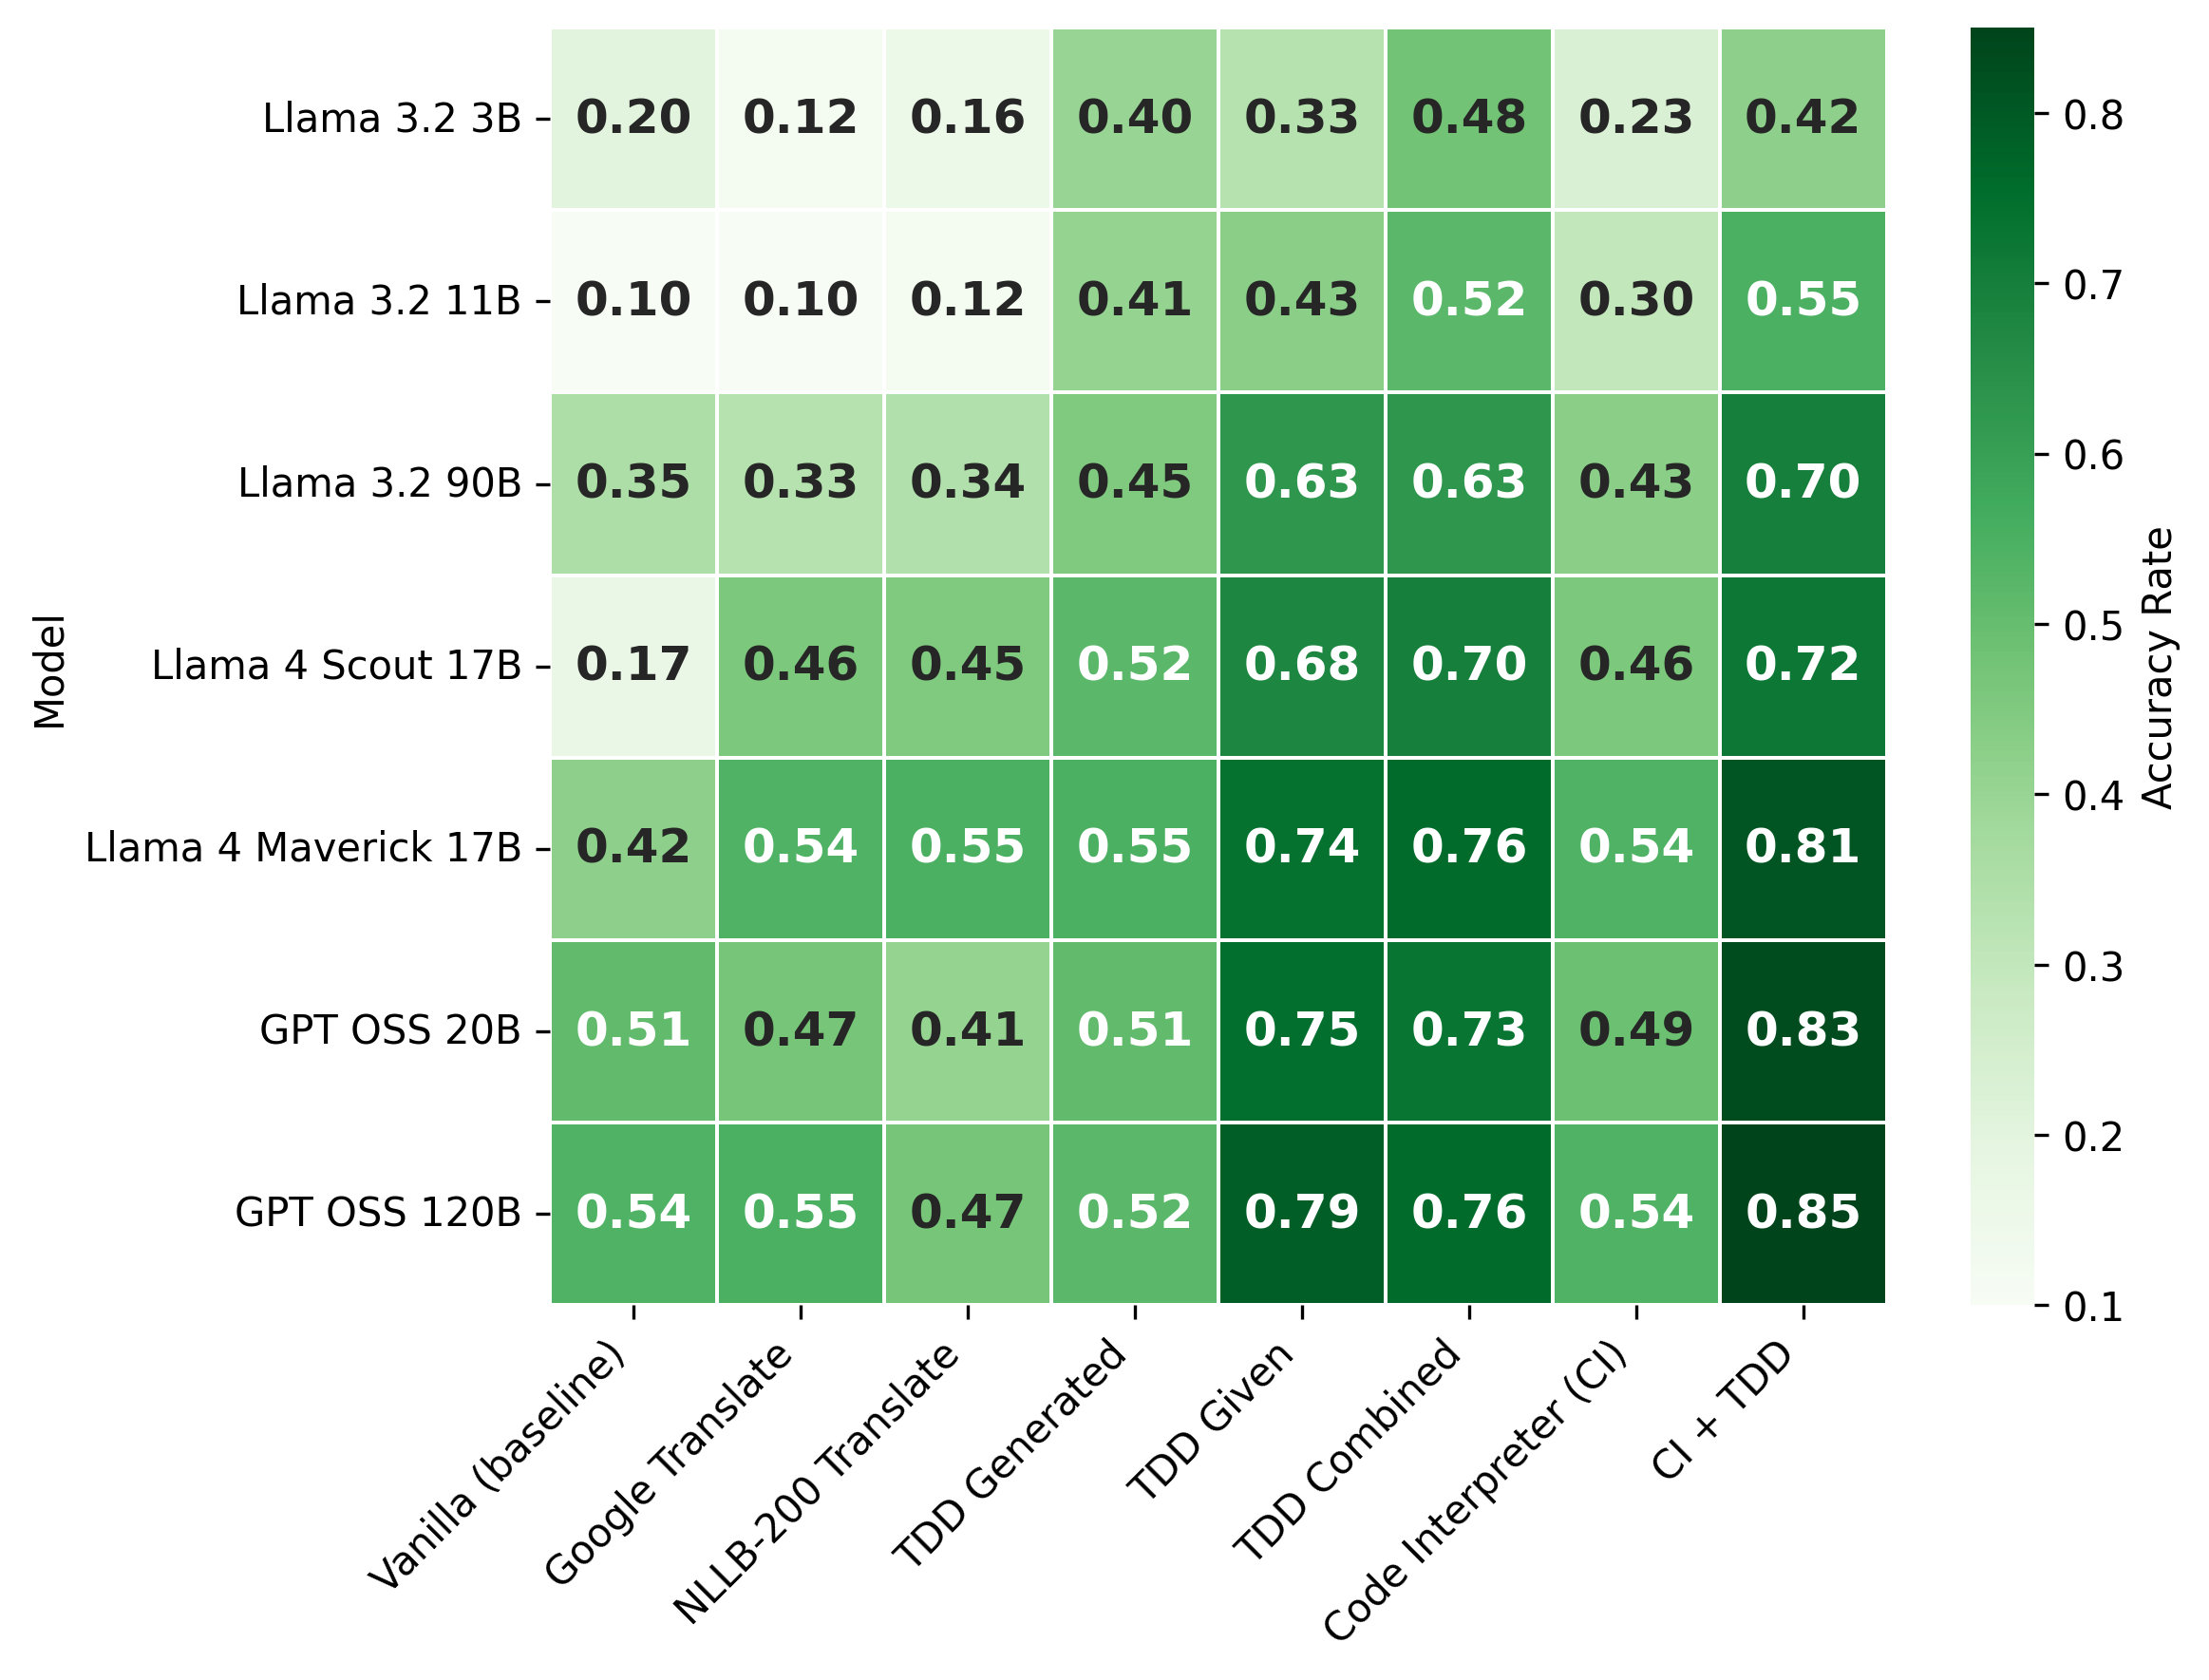 Model
Llama 3.2 3B 0.20 0.12 0.16 0.40 0.33 0.48 0.23 0.42
Llama 3.2 11B 0.10 0.10 0.12 0.41 0.43 0.52 0.30 0.55
Llama 3.2 90B 0.35 0.33 0.34 0.45 0.63 0.63 0.43 0.70
Llama 4 Scout 17B 0.17 0.46 0.45 0.52 0.68 0.70 0.46 0.72
Llama 4 Maverick 17B 0.42 0.54 0.55 0.55 0.74 0.76 0.54 0.81
GPT OSS 20B 0.51 0.47 0.41 0.51 0.75 0.73 0.49 0.83
GPT OSS 120B 0.54 0.55 0.47 0.52 0.79 0.76 0.54 0.85
Vanilla (baseline)
Google Translate
NLLB-200 Translate
TDD Generated
TDD Given
TDD Combined
Code Interpreter (CI)
CI + TDD
0.8
0.7
0.6
0.5
0.4
0.3
0.2
0.1
Accuracy Rate